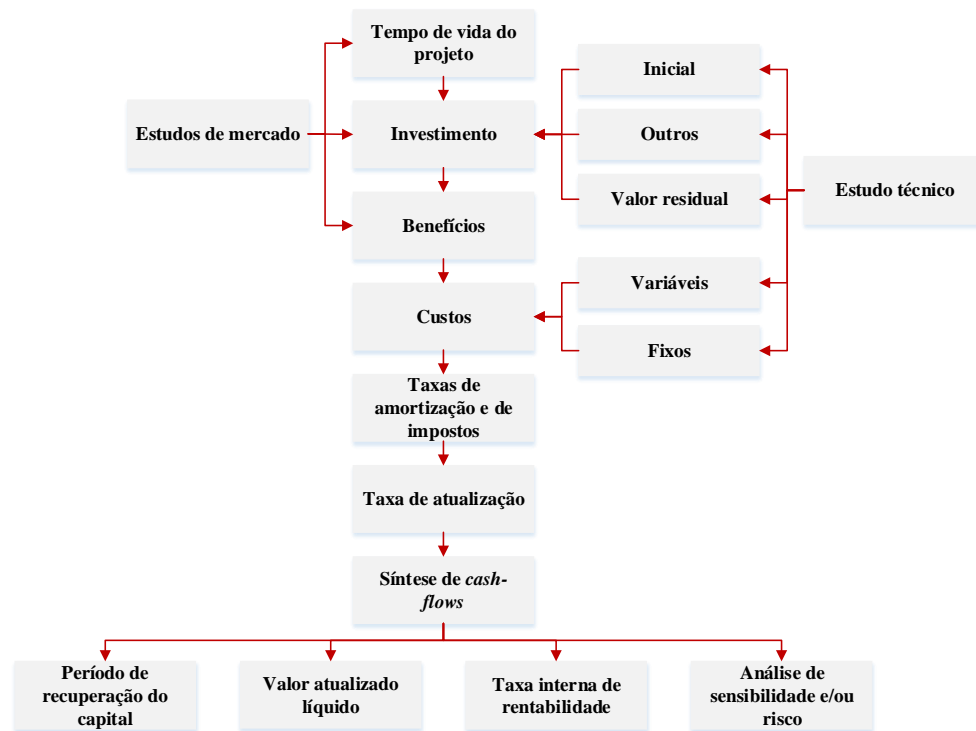 Tempo de vida do
projeto
Inicial
Estudos de mercado
Investimento
Outros
Valor residual
Estudo técnico
Benefícios
Variáveis
Custos
Fixos
Taxas de
amortização e de
impostos
Taxa de atualização
Síntese de cash-
flows
Período de
recuperação do
capital
Valor atualizado
líquido
Taxa interna de
rentabilidade
Análise de
sensibilidade e/ou
risco